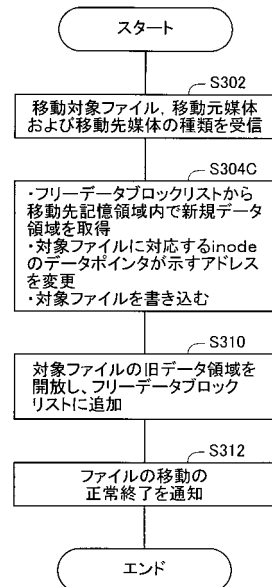 スタート
S302
移動対象ファイル，移動元媒体
および移動先媒体の種類を受信
S304C
・フリーデータブロックリストから
移動先記憶領域内で新規データ
領域を取得
・対象ファイルに対応するinode
のデータポインタが示すアドレス
を変更
・対象ファイルを書き込む
S310
対象ファイルの旧データ領域を
開放し、フリーデータブロック
リストに追加
S312
ファイルの移動の
正常終了を通知
エンド